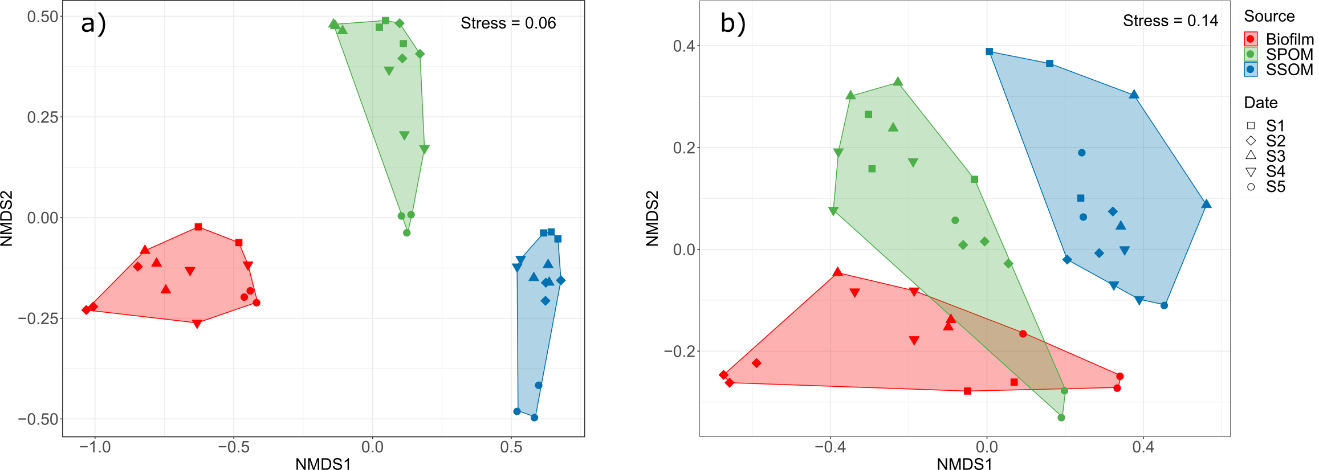 a)
Stress = 0.06
0.50
0.25
0.00
−0.25
−0.50
NMDS2
−1.0
−0.5
0.0
0.5
NMDS1
b)
Stress = 0.14
0.4
0.2
0.0
−0.2
NMDS2
−0.4
0.0
0.4
NMDS1
Source
Biofilm
SPOM
SSOM
Date
S1
S2
S3
S4
S5